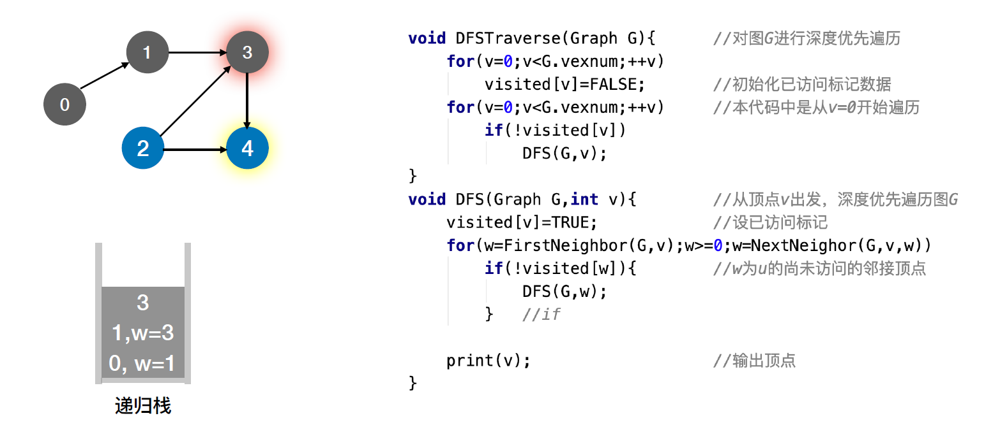 1
3
0
2
4
3
1,w=3
0, w=1
递归栈
void DFSTraverse(Graph G){ //对图G进行深度优先遍历
for(v=0;v<G.vexnum;++v)
visited[v]=FALSE; //初始化已访问标记数据
for(v=0;v<G.vexnum;++v) //本代码中是从v=0开始遍历
if(!visited[v])
DFS(G,v);
}
void DFS(Graph G,int v){ //从顶点v出发，深度优先遍历图G
visited[v]=TRUE; //设已访问标记
for(w=FirstNeighbor(G,v);w>=0;w=NextNeighor(G,v,w))
if(!visited[w]){ //w为u的尚未访问的邻接顶点
DFS(G,w);
} //if
print(v); //输出顶点
}